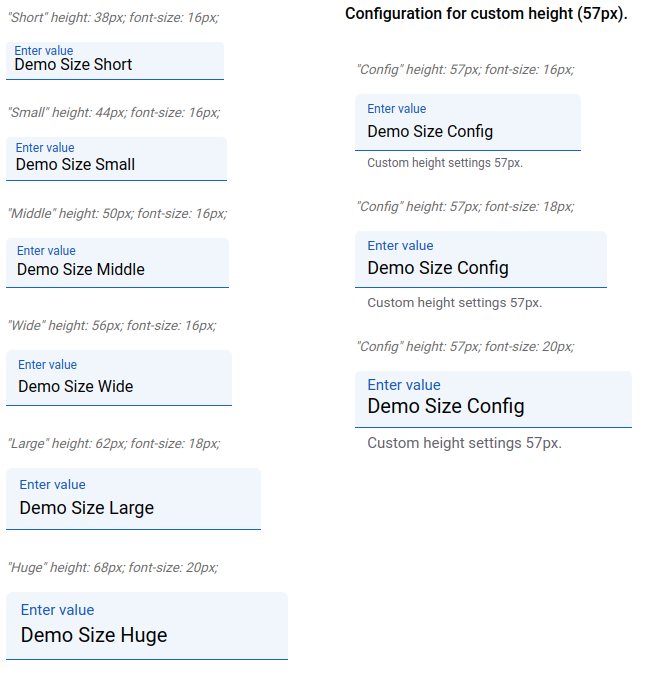 "Short" height: 38px; font-size: 16px;
Enter value
Demo Size Short
"Small" height: 44px; font-size: 16px;
Enter value
Demo Size Small
"Middle" height: 50px; font-size: 16px;
Enter value
Demo Size Middle
"Wide" height: 56px; font-size: 16px;
Enter value
Demo Size Wide
"Large" height: 62px; font-size: 18px;
Enter value
Demo Size Large
"Huge" height: 68px; font-size: 20px;
Enter value
Demo Size Huge
Configuration for custom height (57px).
"Config" height: 57px; font-size: 16px;
Enter value
Demo Size Config
Custom height settings 57px.
"Config" height: 57px; font-size: 18px;
Enter value
Demo Size Config
Custom height settings 57px.
"Config" height: 57px; font-size: 20px;
Enter value
Demo Size Config
Custom height settings 57px.